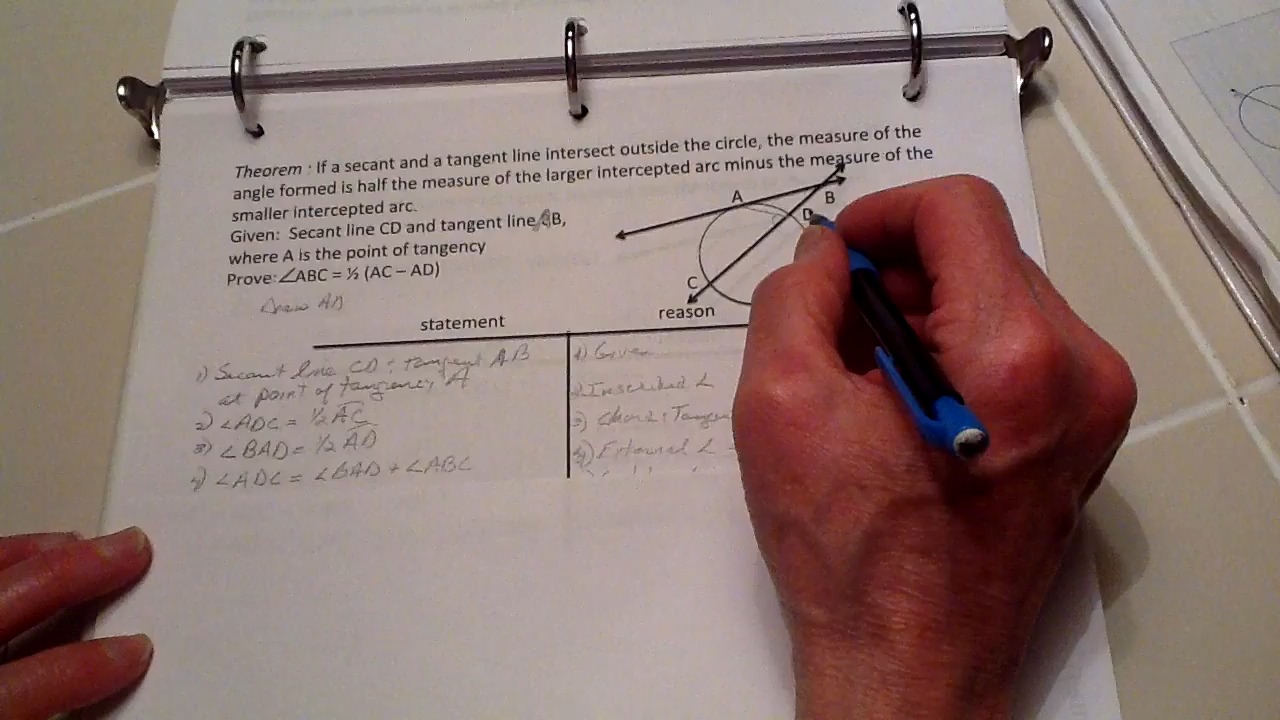 Theorem : If a secant and a tangent line intersect outside the circle, the measure of the
angle formed is half the measure of the larger intercepted arc minus the measure of the
smaller intercepted arc.
Given: Secant line CD and tangent line AB,
where A is the point of tangency
Prove: ∠ABC = ½ (AC – AD)
Draw AD
A
B
D
C
statement
reason
1) Secant line CD : tangent AB
at point of tangency A
2) ∠ADC = ½ AC
3) ∠BAD = ½ AD
4) ∠ADC = ∠BAD + ∠ABC
1) Given
2) Inscribed ∠
3) Chord : Tangent
4) External ∠ =